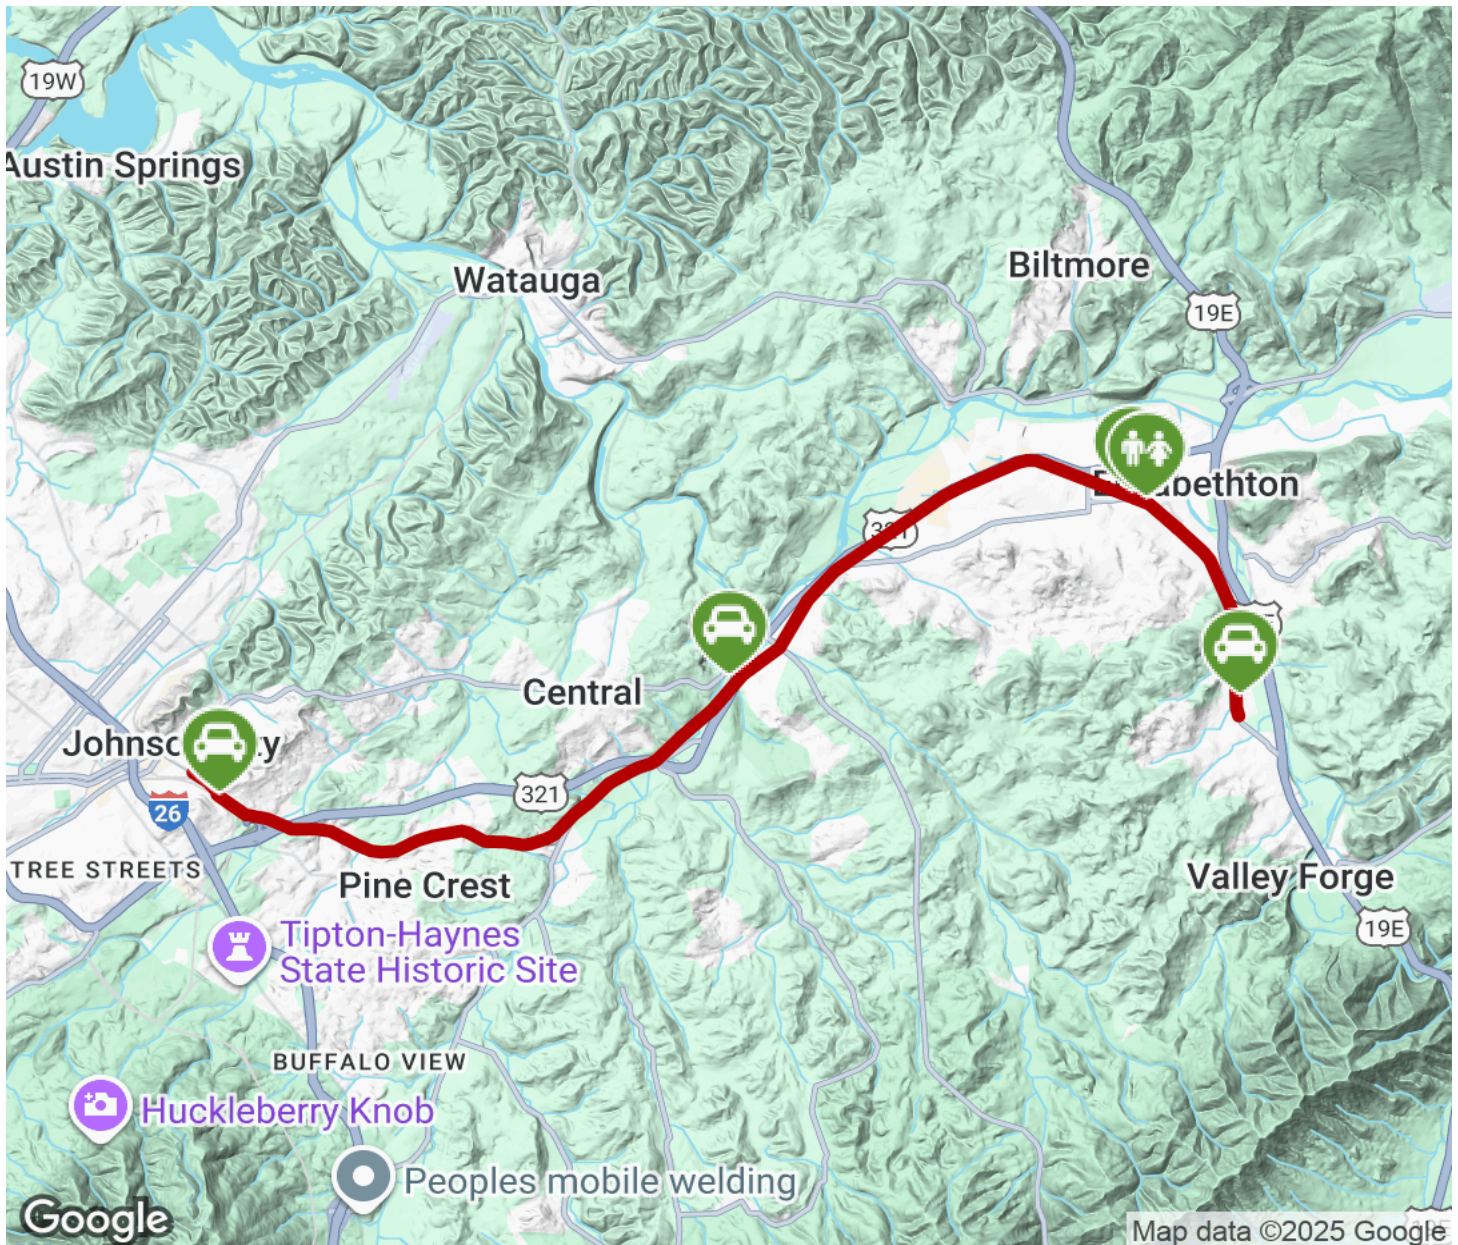 19W
Austin Springs
Watauga
Biltmore
19E
321
Central
321
26
TREE STREETS
Pine Crest
Valley Forge
19E
Tipton-Haynes
State Historic Site
BUFFALO VIEW
Huckleberry Knob
Peoples mobile welding
Google
Map data ©2025 Google